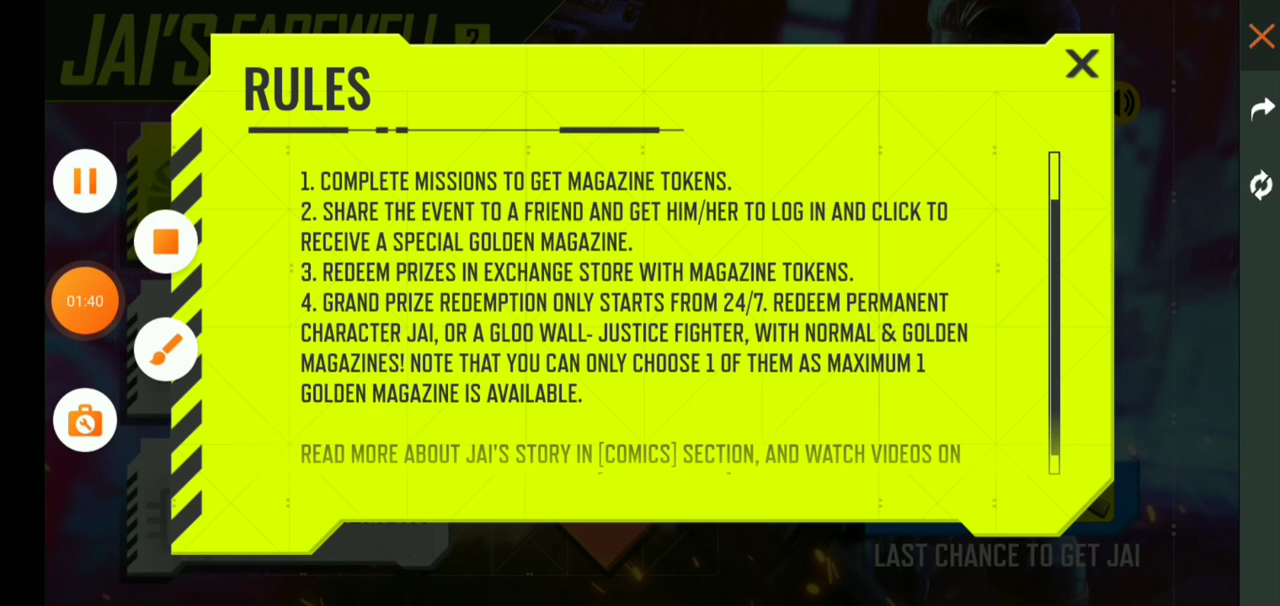 JAI'S FAREWELL
?
RULES
1. COMPLETE MISSIONS TO GET MAGAZINE TOKENS.
2. SHARE THE EVENT TO A FRIEND AND GET HIM/HER TO LOG IN AND CLICK TO
RECEIVE A SPECIAL GOLDEN MAGAZINE.
3. REDEEM PRIZES IN EXCHANGE STORE WITH MAGAZINE TOKENS.
4. GRAND PRIZE REDEMPTION ONLY STARTS FROM 24/7. REDEEM PERMANENT
CHARACTER JAI, OR A GLOO WALL- JUSTICE FIGHTER, WITH NORMAL & GOLDEN
MAGAZINES! NOTE THAT YOU CAN ONLY CHOOSE 1 OF THEM AS MAXIMUM 1
GOLDEN MAGAZINE IS AVAILABLE.
READ MORE ABOUT JAI'S STORY IN [COMICS] SECTION, AND WATCH VIDEOS ON
01:40
LAST CHANCE TO GET JAI